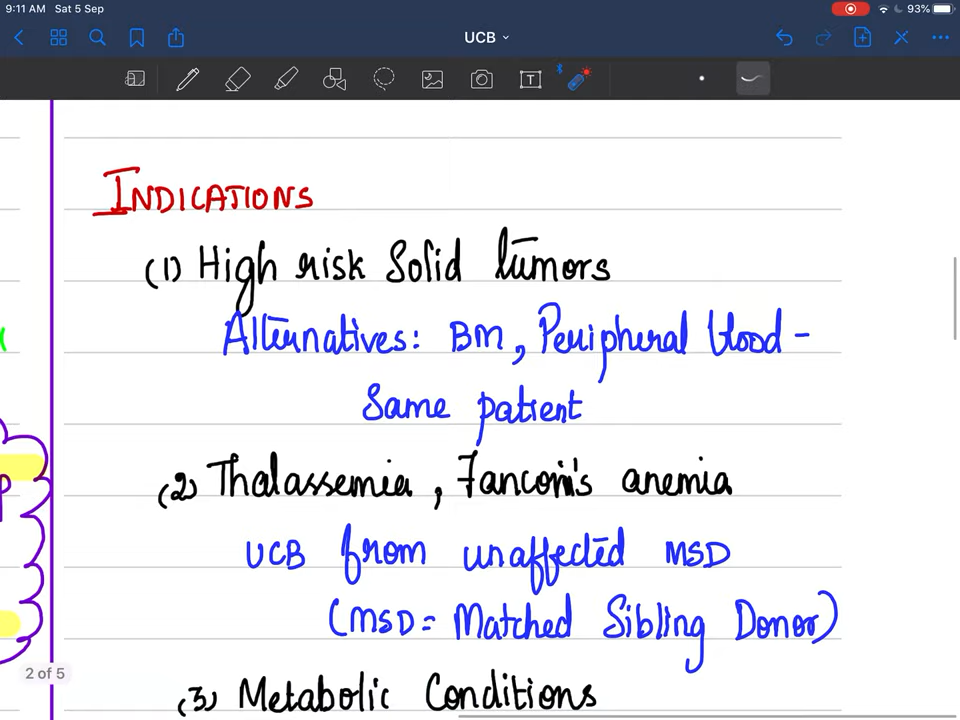 9:11 AM Sat 5 Sep
93%
UCB
T
INDICATIONS
(1) High risk Solid tumors
Alternatives: BM, Peripheral blood -
Same patient
(2) Thalassemia, Fanconi's anemia
UCB from unaffected MSD
(MSD = Matched Sibling Donor)
2 of 5
(3) Metabolic Conditions